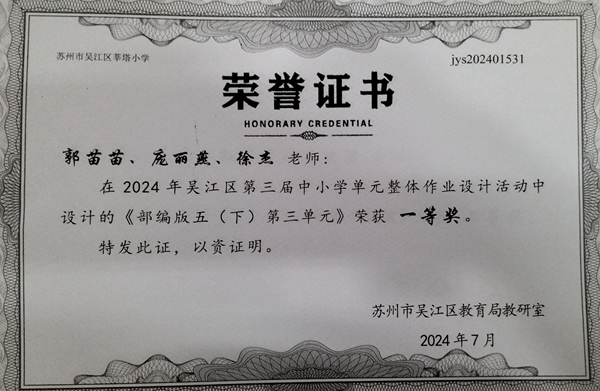 苏州市吴江区莘塔小学
jys202401531
荣誉证书
HONORARY CREDENTIAL
郭苗苗、庞丽燕、徐杰 老师：
在 2024 年吴江区第三届中小学单元整体作业设计活动中
设计的《部编版五（下）第三单元》荣获 一等奖。
特发此证，以资证明。
苏州市吴江区教育局教研室
2024 年 7 月